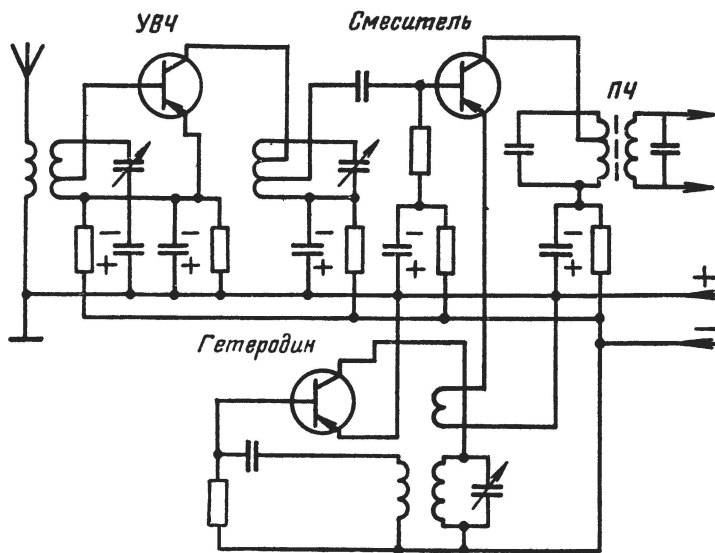 УВЧ
Смеситель
ПЧ
− − − − −
+ + + + +
+
Гетеродин
−